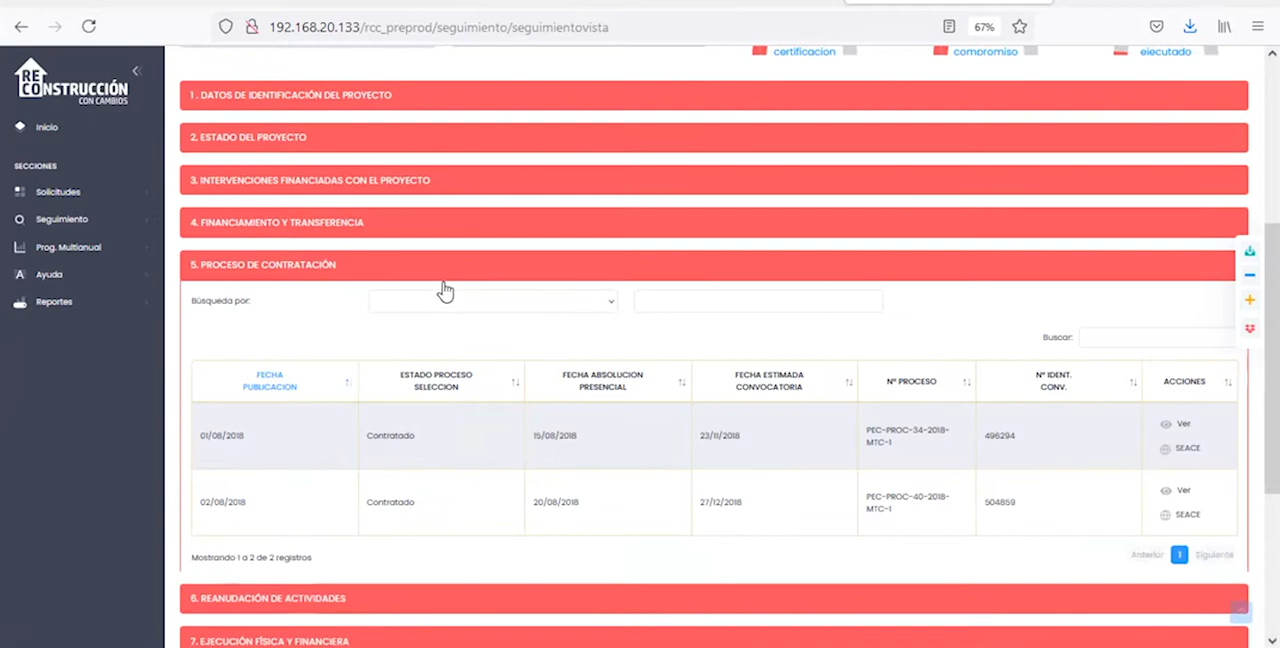 192.168.20.133/rcc_preprod/seguimiento/seguimientovista
67%
RE
CONSTRUCCIÓN
CON CAMBIOS
Inicio
SECCIONES
Solicitudes
Seguimiento
Prog. Multianual
Ayuda
Reportes
certificacion
compromiso
ejecutado
1 . DATOS DE IDENTIFICACIÓN DEL PROYECTO
2. ESTADO DEL PROYECTO
3. INTERVENCIONES FINANCIADAS CON EL PROYECTO
4. FINANCIAMIENTO Y TRANSFERENCIA
5. PROCESO DE CONTRATACIÓN
Búsqueda por:
Buscar:
FECHA PUBLICACION
ESTADO PROCESO SELECCION
FECHA ABSOLUCION PRESENCIAL
FECHA ESTIMADA CONVOCATORIA
Nº PROCESO
Nº IDENT. CONV.
ACCIONES
01/08/2018
Contratado
15/08/2018
23/11/2018
PEC-PROC-34-2018-
MTC-1
496294
Ver
SEACE
02/08/2018
Contratado
20/08/2018
27/12/2018
PEC-PROC-40-2018-
MTC-1
504859
Ver
SEACE
Mostrando 1 a 2 de 2 registros
Anterior 1 Siguiente
6. REANUDACIÓN DE ACTIVIDADES
7. EJECUCIÓN FÍSICA Y FINANCIERA